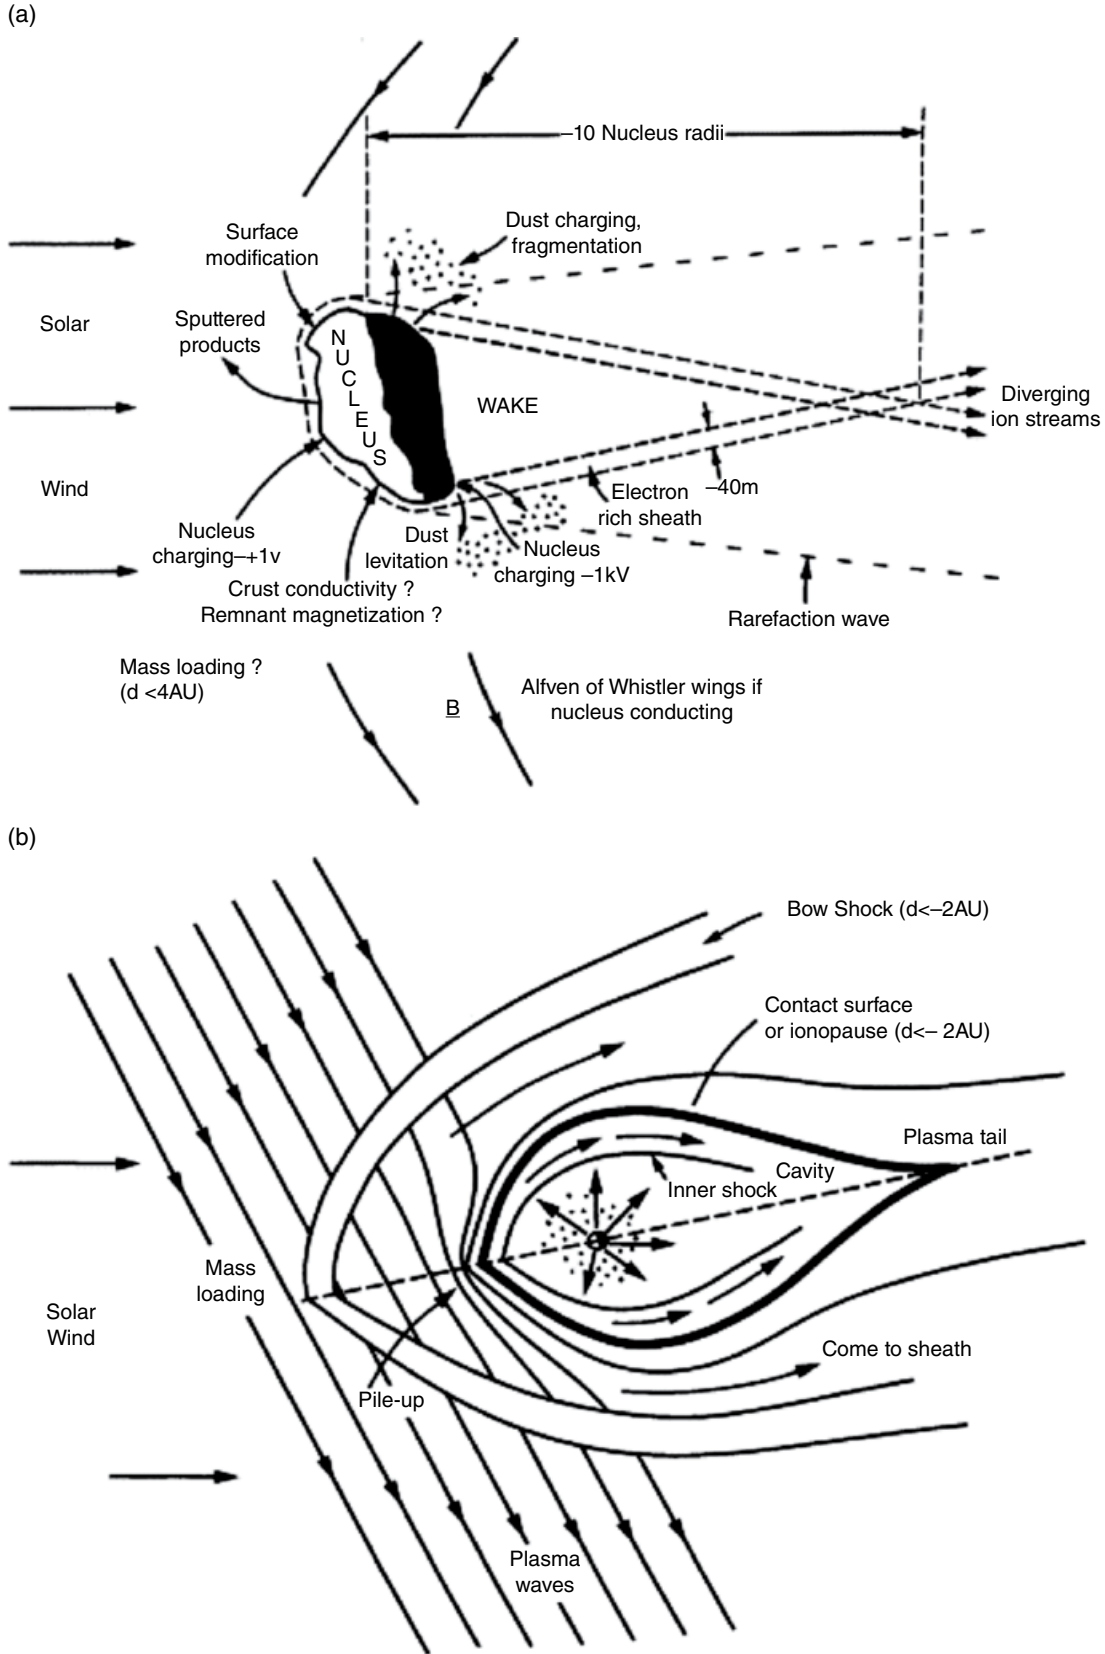 (a)
–10 Nucleus radii
Dust charging,
fragmentation
Surface
modification
Solar
Sputtered
products
NUCLEUS
WAKE
Diverging
ion streams
Wind
Electron
rich sheath
–40m
Nucleus
charging–+1v
Dust
levitation
Nucleus
charging –1kV
Crust conductivity ?
Remnant magnetization ?
Rarefaction wave
Mass loading ?
(d <4AU)
B
Alfven of Whistler wings if
nucleus conducting
(b)
Bow Shock (d<–2AU)
Contact surface
or ionopause (d<– 2AU)
Plasma tail
Cavity
Inner shock
Mass
loading
Solar
Wind
Come to sheath
Pile-up
Plasma
waves